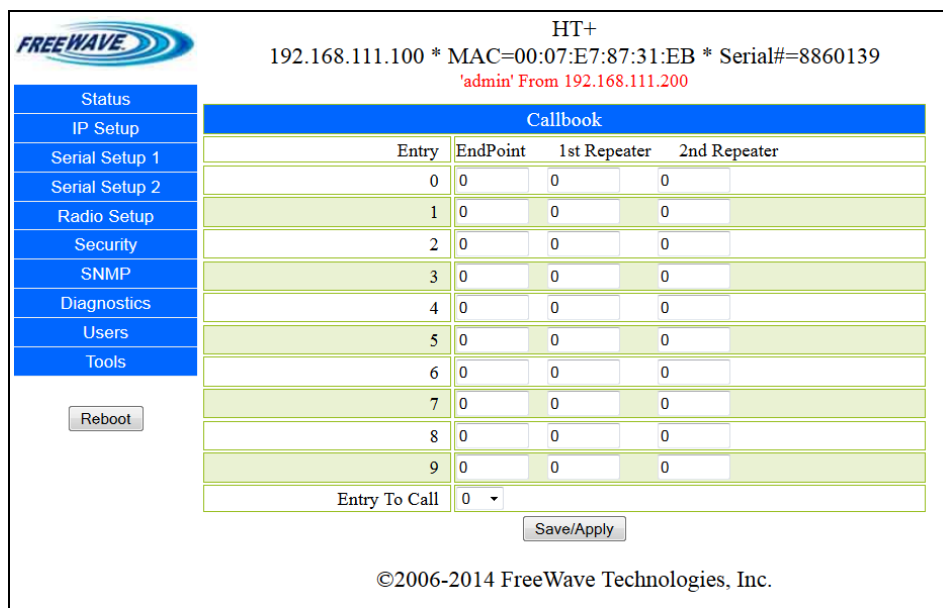 FREEWAVE
HT+
192.168.111.100 * MAC=00:07:E7:87:31:EB * Serial#=8860139
'admin' From 192.168.111.200
Status
IP Setup
Serial Setup 1
Serial Setup 2
Radio Setup
Security
SNMP
Diagnostics
Users
Tools
Reboot
Callbook
Entry EndPoint 1st Repeater 2nd Repeater
0 0 0 0
1 0 0 0
2 0 0 0
3 0 0 0
4 0 0 0
5 0 0 0
6 0 0 0
7 0 0 0
8 0 0 0
9 0 0 0
Entry To Call 0
Save/Apply
©2006-2014 FreeWave Technologies, Inc.